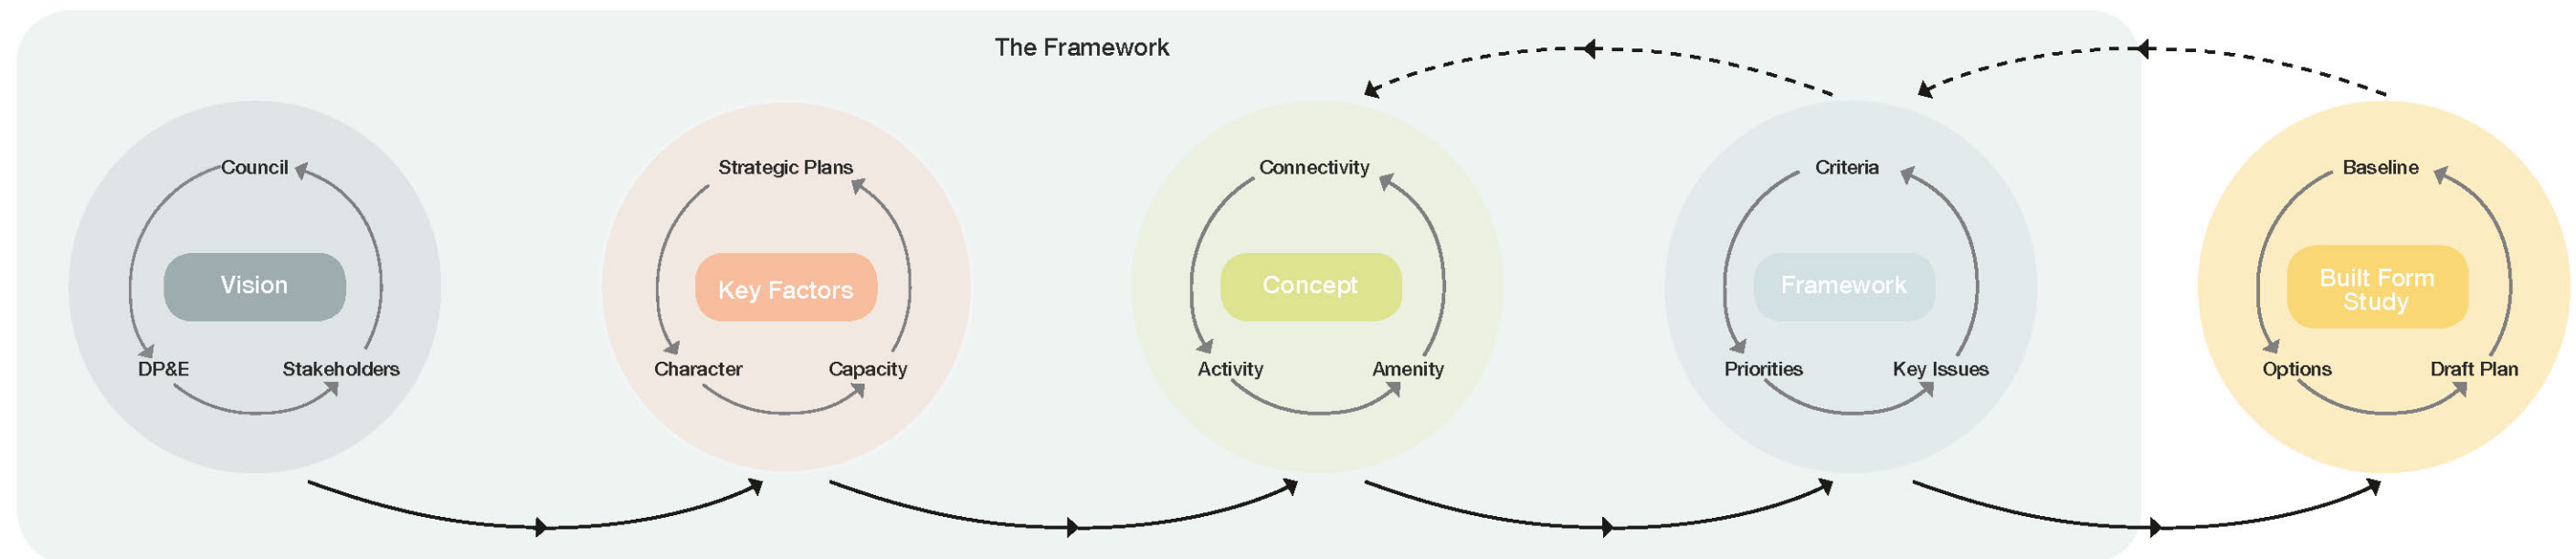 The Framework
Council
Vision
DP&E
Stakeholders
Strategic Plans
Key Factors
Character
Capacity
Connectivity
Concept
Activity
Amenity
Criteria
Framework
Priorities
Key Issues
Baseline
Built Form
Study
Options
Draft Plan